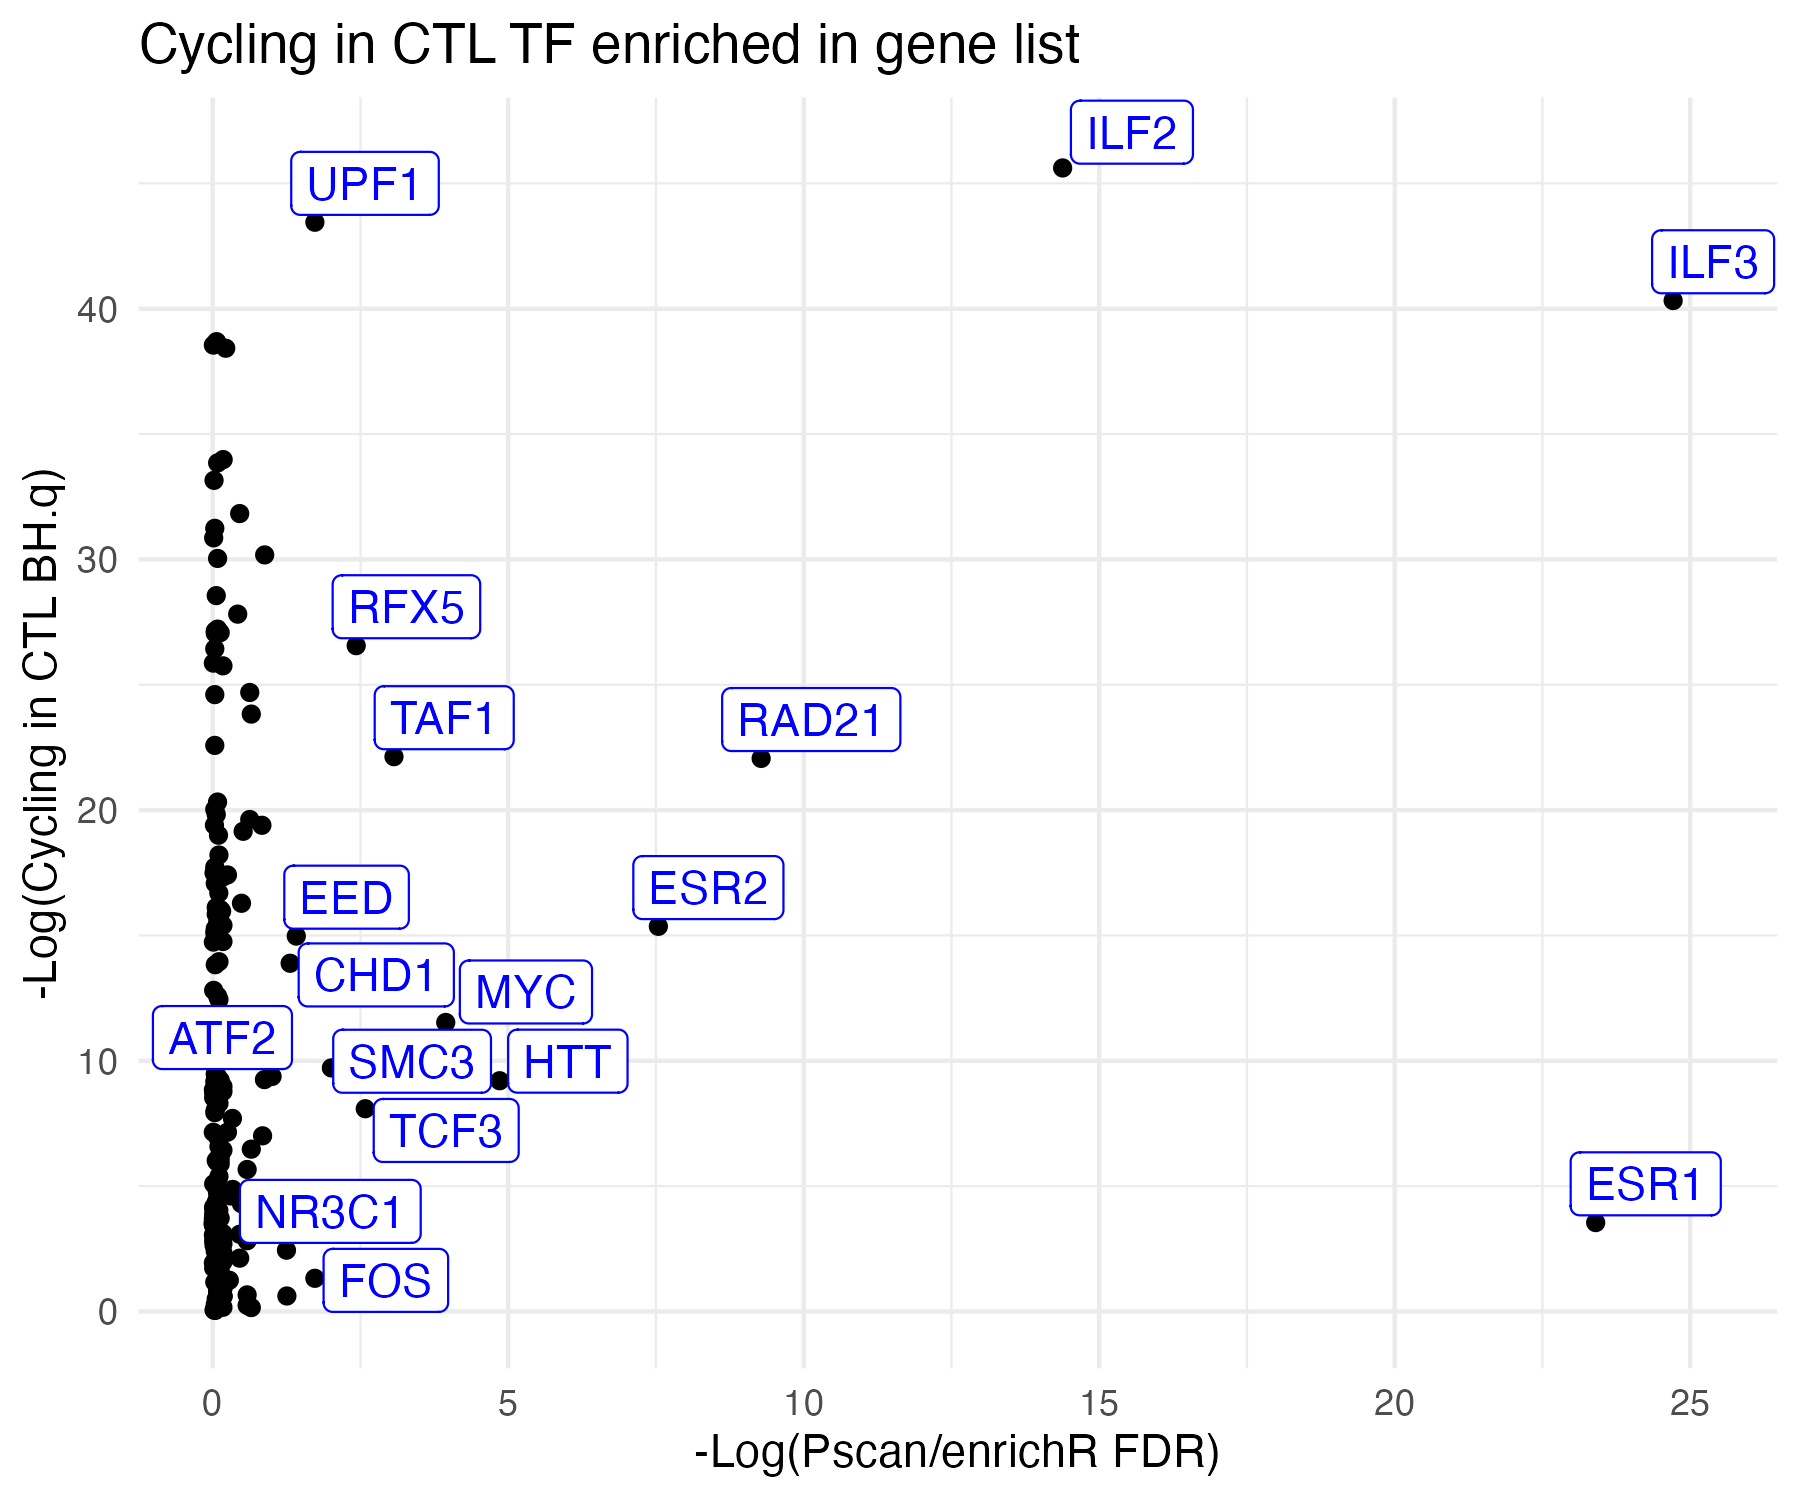 Cycling in CTL TF enriched in gene list
ILF2
UPF1
ILF3
40
RFX5
30
TAF1
RAD21
20
ESR2
EED
CHD1
MYC
ATF2
SMC3
HTT
10
TCF3
ESR1
NR3C1
FOS
0
-Log(Cycling in CTL BH.q)
0 5 10 15 20 25
-Log(Pscan/enrichR FDR)